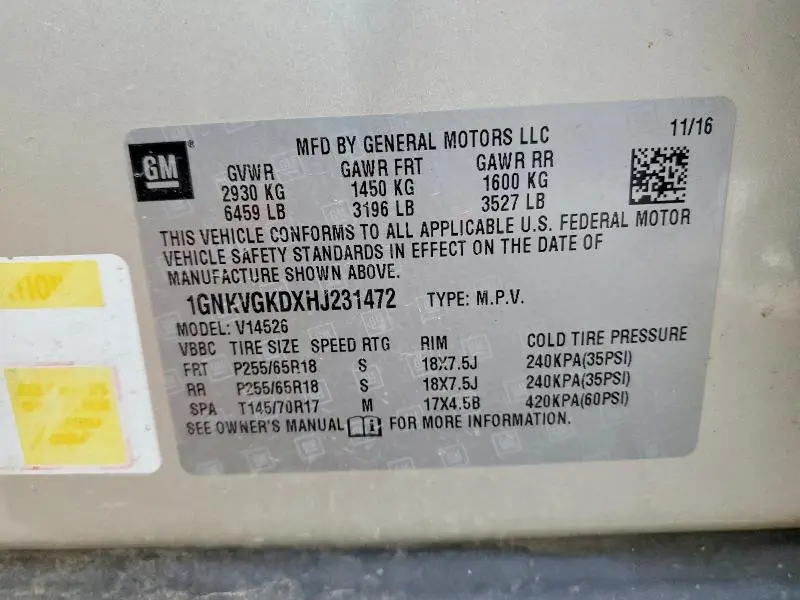 MFD BY GENERAL MOTORS LLC 11/16
GM
GVWR GAWR FRT GAWR RR
2930 KG 1450 KG 1600 KG
6459 LB 3196 LB 3527 LB
THIS VEHICLE CONFORMS TO ALL APPLICABLE U.S. FEDERAL MOTOR
VEHICLE SAFETY STANDARDS IN EFFECT ON THE DATE OF
MANUFACTURE SHOWN ABOVE.
1GNKVGKDXHJ231472 TYPE: M.P.V.
MODEL: V14526
VBBC TIRE SIZE SPEED RTG RIM COLD TIRE PRESSURE
FRT P255/65R18 S 18X7.5J 240KPA(35PSI)
RR P255/65R18 S 18X7.5J 240KPA(35PSI)
SPA T145/70R17 M 17X4.5B 420KPA(60PSI)
SEE OWNER'S MANUAL FOR MORE INFORMATION.